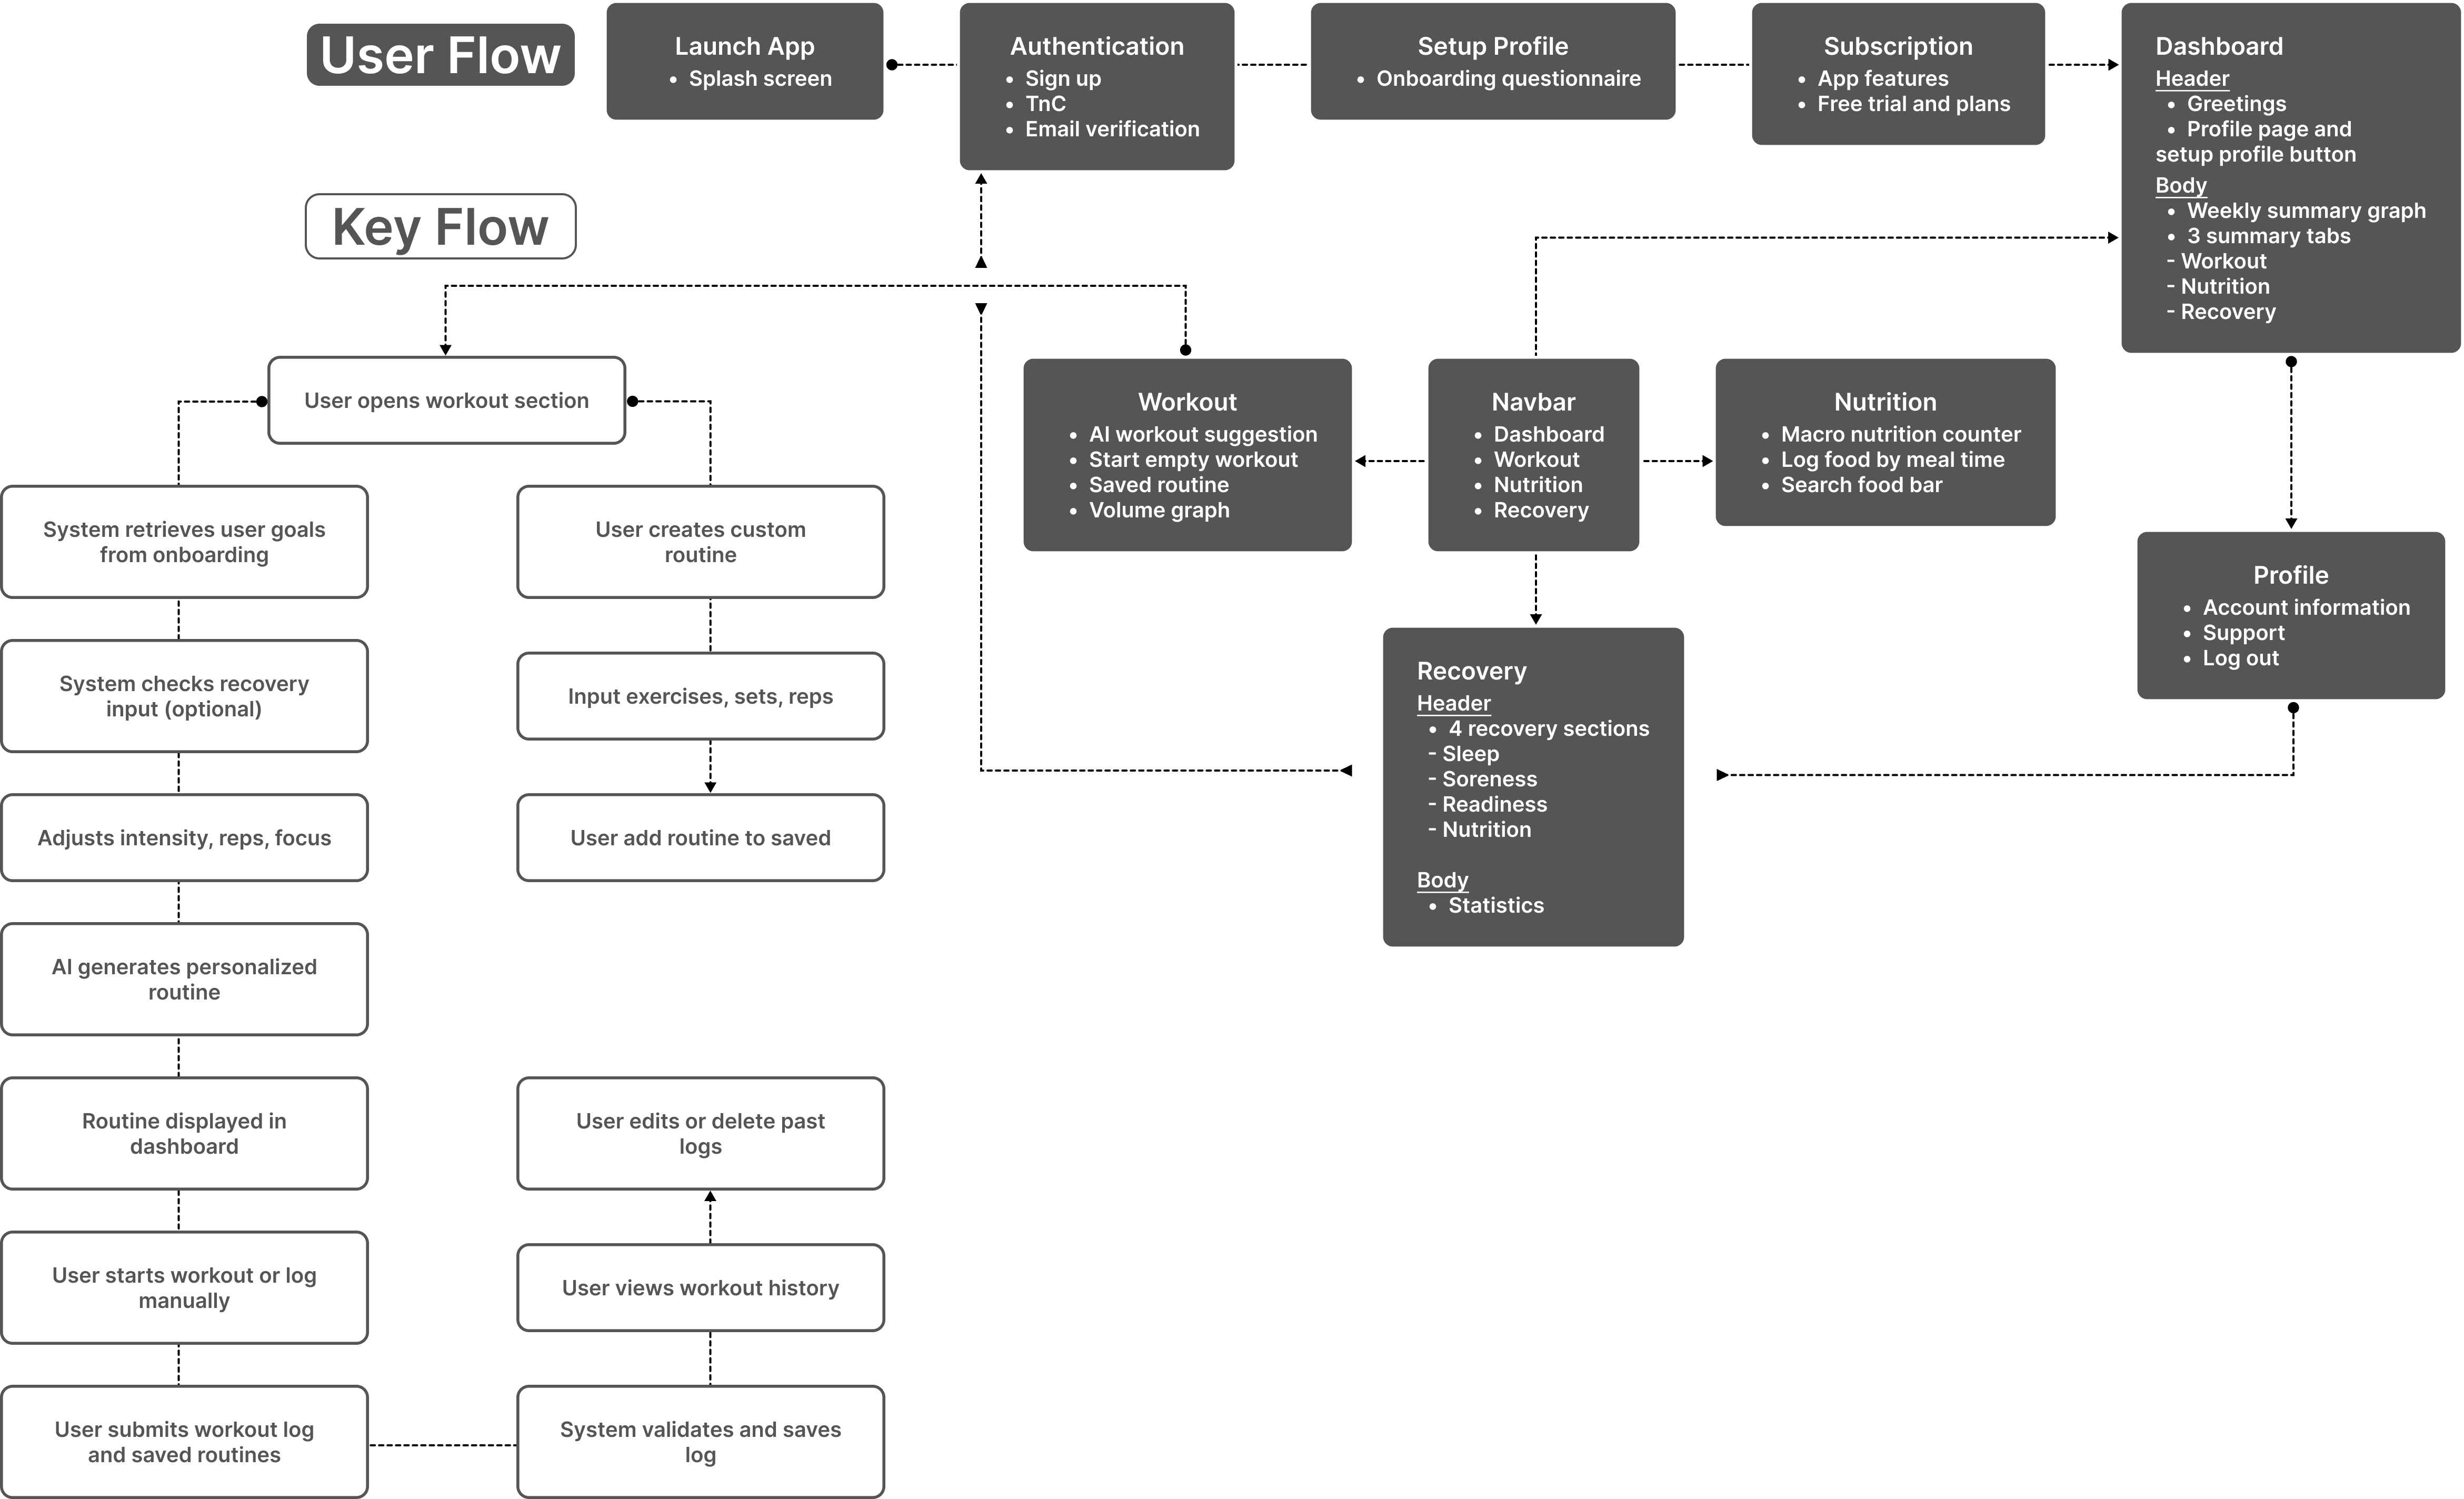 User Flow
Launch App
• Splash screen
Authentication
• Sign up
• TnC
• Email verification
Setup Profile
• Onboarding questionnaire
Subscription
• App features
• Free trial and plans
Dashboard
Header
• Greetings
• Profile page and
setup profile button
Body
• Weekly summary graph
• 3 summary tabs
- Workout
- Nutrition
- Recovery
Key Flow
User opens workout section
Workout
• AI workout suggestion
• Start empty workout
• Saved routine
• Volume graph
Navbar
• Dashboard
• Workout
• Nutrition
• Recovery
Nutrition
• Macro nutrition counter
• Log food by meal time
• Search food bar
Profile
• Account information
• Support
• Log out
Recovery
Header
• 4 recovery sections
- Sleep
- Soreness
- Readiness
- Nutrition
Body
• Statistics
System retrieves user goals
from onboarding
System checks recovery
input (optional)
Adjusts intensity, reps, focus
AI generates personalized
routine
Routine displayed in
dashboard
User starts workout or log
manually
User submits workout log
and saved routines
User creates custom
routine
Input exercises, sets, reps
User add routine to saved
User edits or delete past
logs
User views workout history
System validates and saves
log